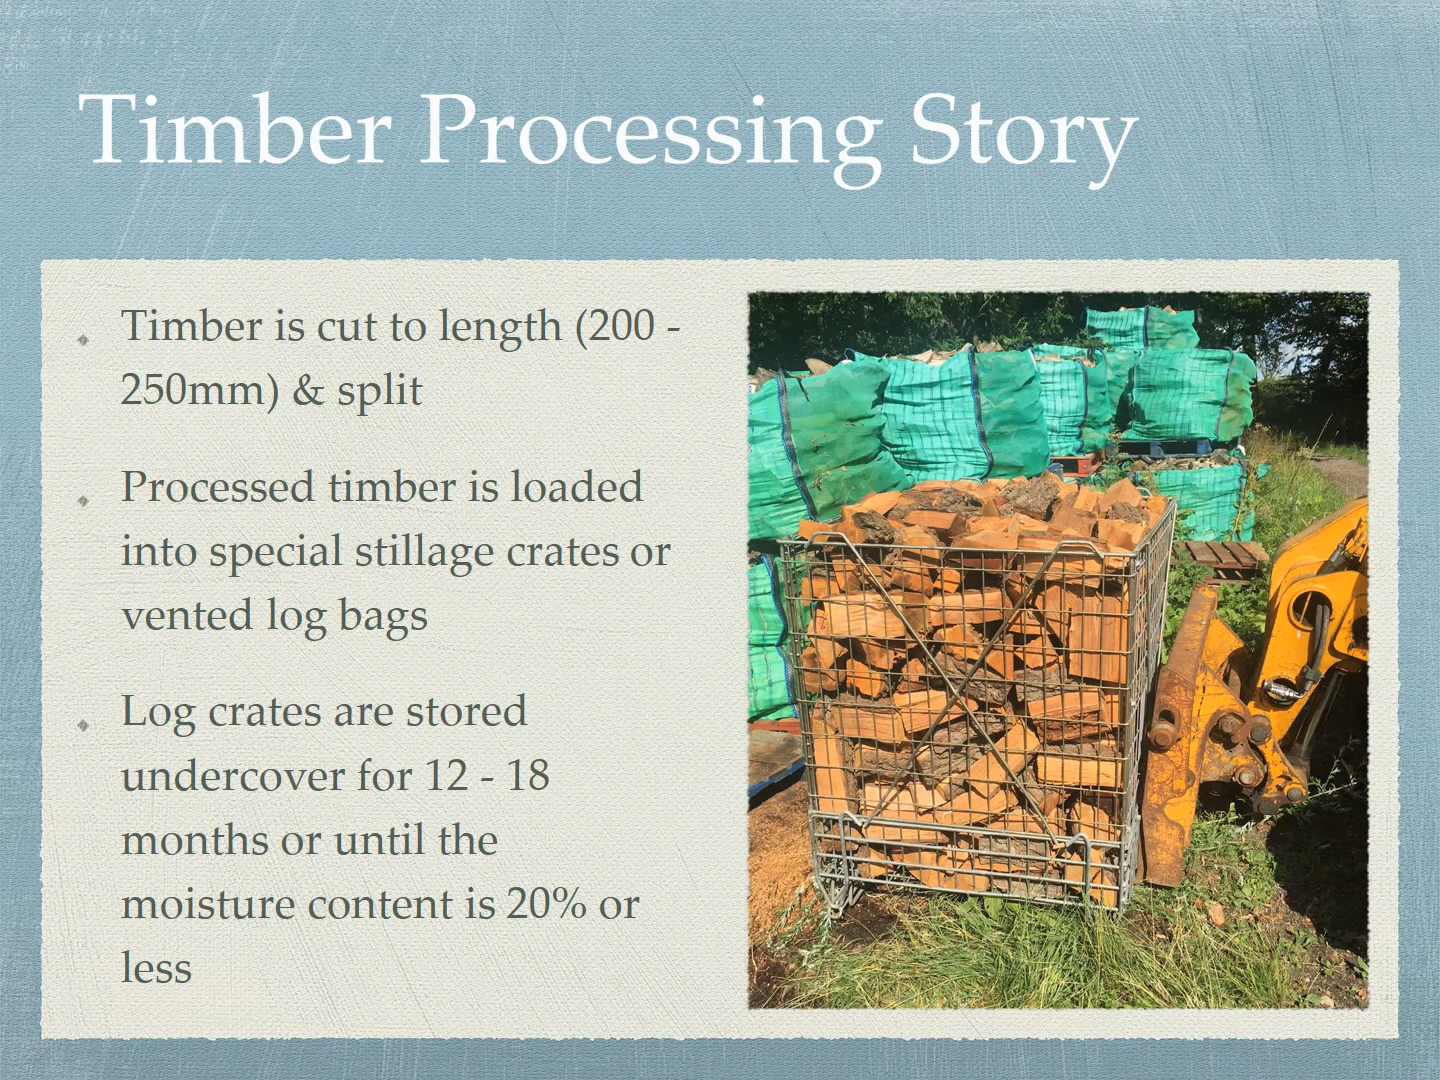 Timber Processing Story
Timber is cut to length (200 -
250mm) & split
Processed timber is loaded
into special stillage crates or
vented log bags
Log crates are stored
undercover for 12 - 18
months or until the
moisture content is 20% or
less